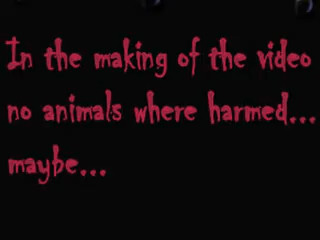 In the making of the video
no animals where harmed...
maybe...